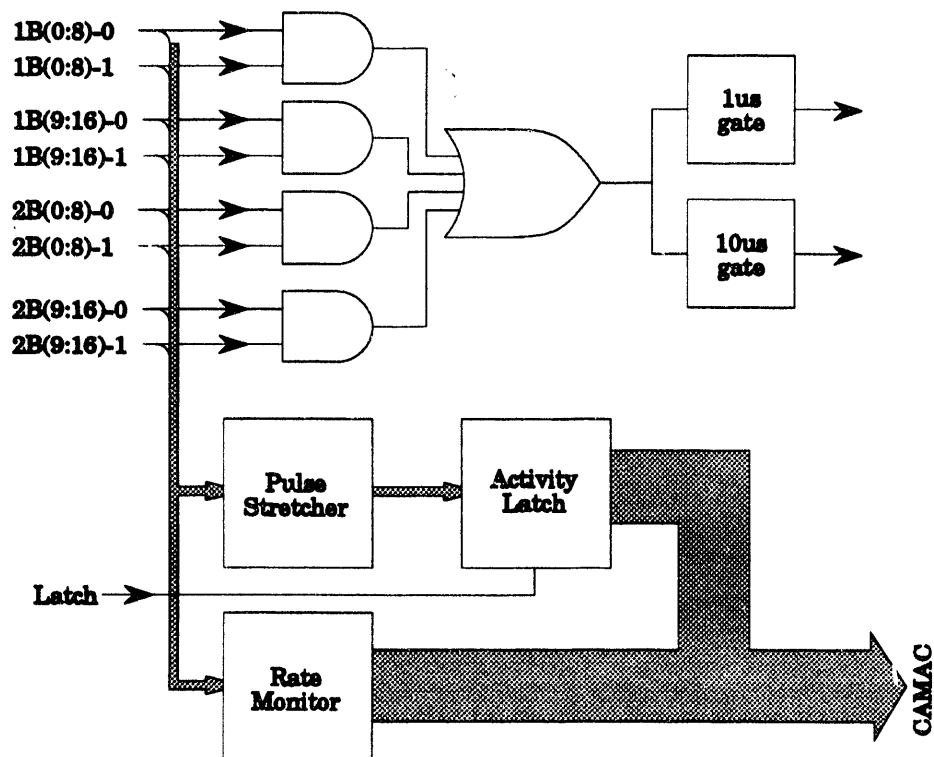 1B(0:8)-0
1B(0:8)-1
1B(9:16)-0
1B(9:16)-1
2B(0:8)-0
2B(0:8)-1
2B(9:16)-0
2B(9:16)-1
1us
gate
10us
gate
Pulse
Stretcher
Activity
Latch
Latch
Rate
Monitor
CAMAC